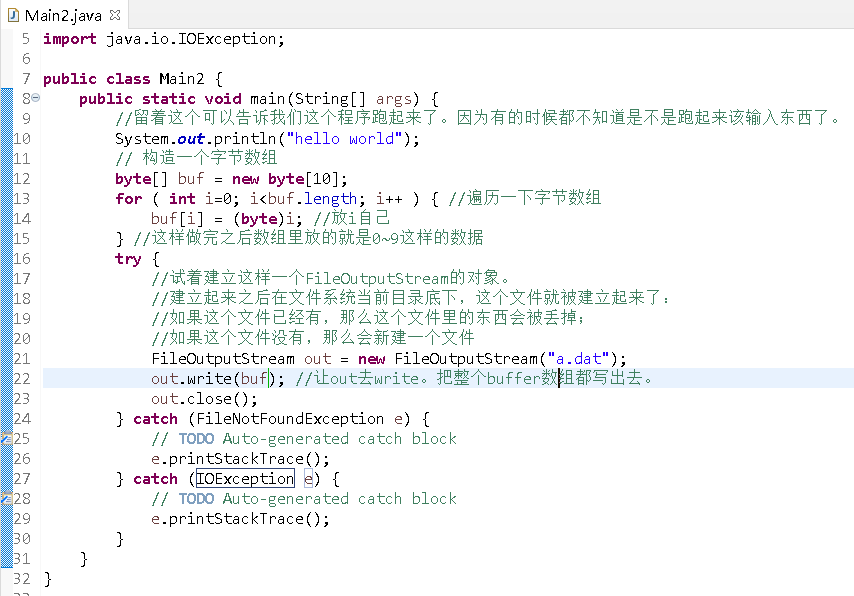 Main2.java
5 import java.io.IOException;
6
7 public class Main2 {
8 public static void main(String[] args) {
9 //留着这个可以告诉我们这个程序跑起来了。因为有的时候都不知道是不是跑起来该输入东西了。
10 System.out.println("hello world");
11 // 构造一个字节数组
12 byte[] buf = new byte[10];
13 for ( int i=0; i<buf.length; i++ ) { //遍历一下字节数组
14 buf[i] = (byte)i; //放i自己
15 } //这样做完之后数组里放的就是0~9这样的数据
16 try {
17 //试着建立这样一个FileOutputStream的对象。
18 //建立起来之后在文件系统当前目录底下，这个文件就被建立起来了：
19 //如果这个文件已经有，那么这个文件里的东西会被丢掉；
20 //如果这个文件没有，那么会新建一个文件
21 FileOutputStream out = new FileOutputStream("a.dat");
22 out.write(buf); //让out去write。把整个buffer数组都写出去。
23 out.close();
24 } catch (FileNotFoundException e) {
25 // TODO Auto-generated catch block
26 e.printStackTrace();
27 } catch (IOException e) {
28 // TODO Auto-generated catch block
29 e.printStackTrace();
30 }
31 }
32 }